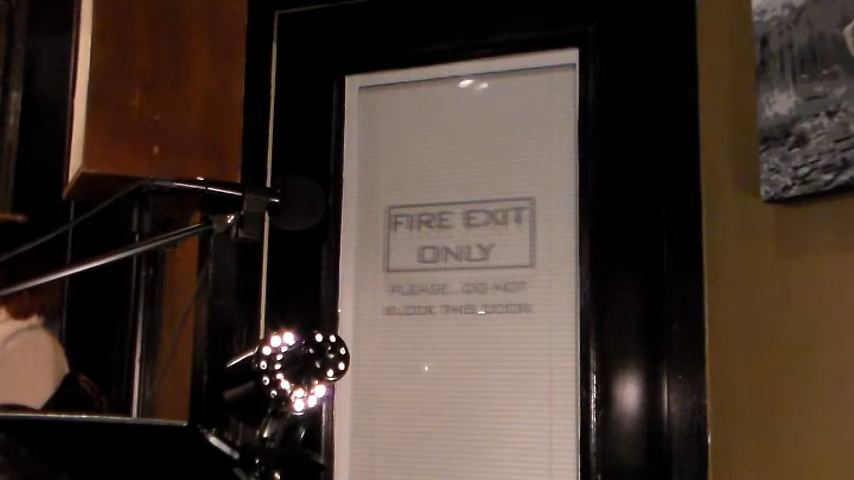 FIRE EXIT
ONLY
PLEASE DO NOT
BLOCK THIS DOOR